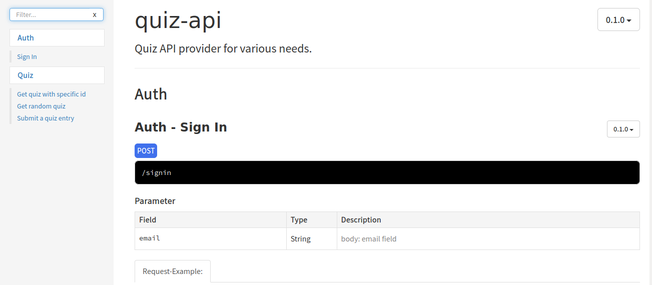 Filter... x
Auth
Sign In
Quiz
Get quiz with specific id
Get random quiz
Submit a quiz entry
quiz-api
0.1.0
Quiz API provider for various needs.
Auth
Auth - Sign In
0.1.0
POST
/signin
Parameter
Field Type Description
email String body: email field
Request-Example: